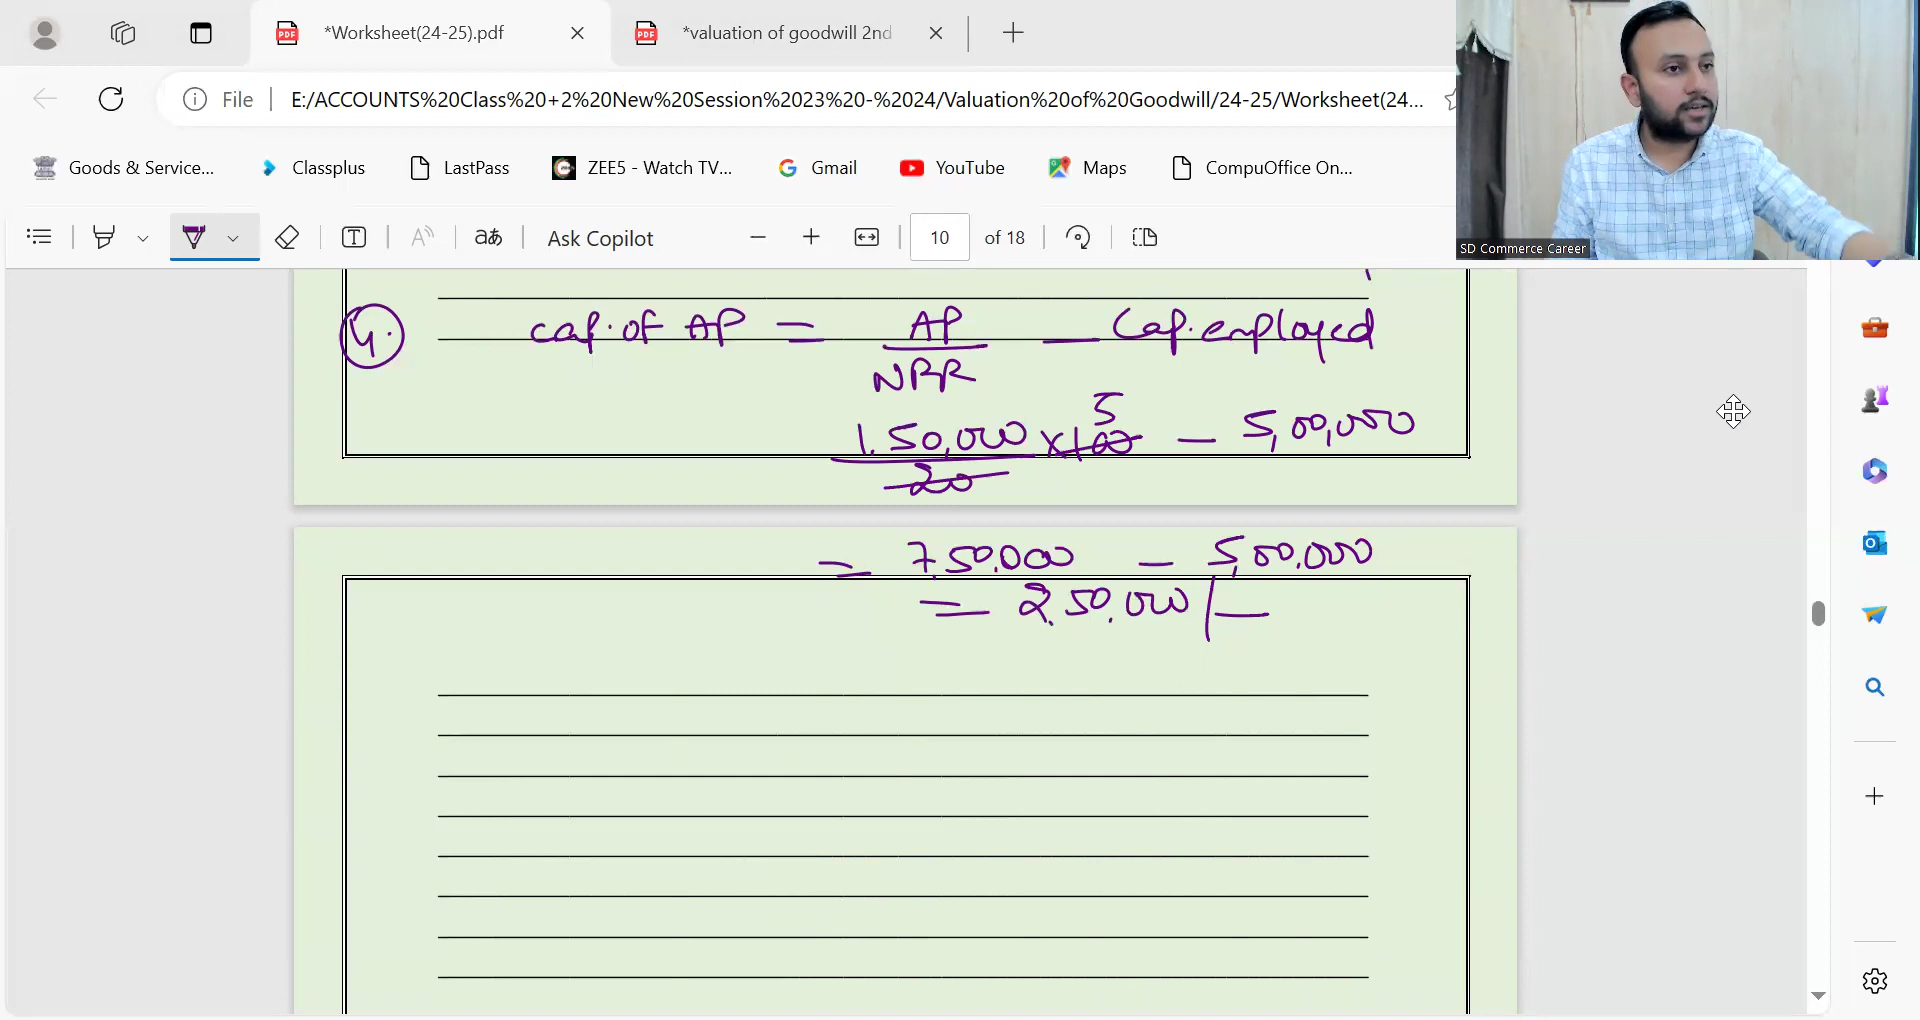 *Worksheet(24-25).pdf
*valuation of goodwill 2nd
File
E:/ACCOUNTS%20Class%20+2%20New%20Session%202023%20-%2024/Valuation%20of%20Goodwill/24-25/Worksheet(24...
Goods & Service...
Classplus
LastPass
ZEE5 - Watch TV...
Gmail
YouTube
Maps
CompuOffice On...
SD Commerce Career
Ask Copilot
10 of 18
4. cap. of AP = AP — Cap. employed
NRR
1,50,000 x 100 5 — 5,00,000
20
= 7,50,000 — 5,00,000
= 2,50,000/—